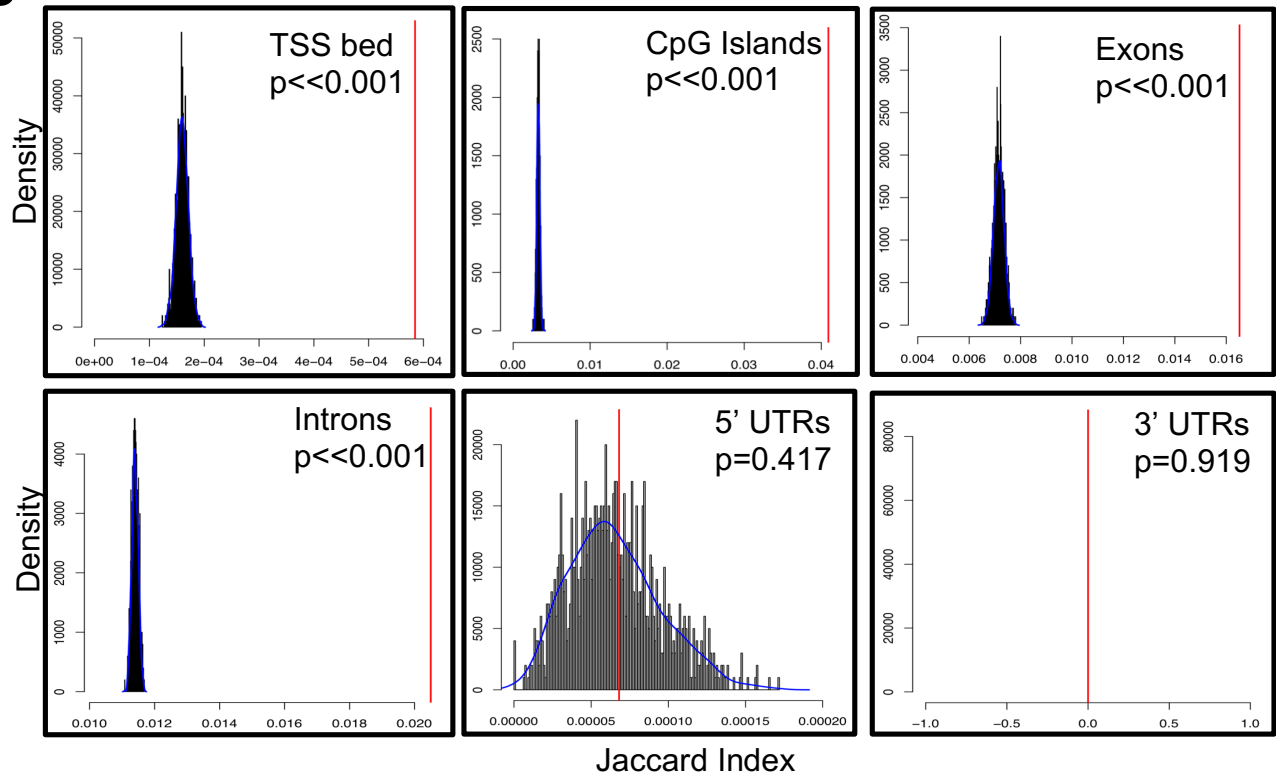 TSS bed
p<<0.001
CpG Islands
p<<0.001
Exons
p<<0.001
Density
0 10000 20000 30000 40000 50000
0e+00 1e−04 2e−04 3e−04 4e−04 5e−04 6e−04
0 500 1000 1500 2000 2500
0.00 0.01 0.02 0.03 0.04
0 500 1000 1500 2000 2500 3000 3500
0.004 0.006 0.008 0.010 0.012 0.014 0.016
Introns
p<<0.001
5’ UTRs
p=0.417
3’ UTRs
p=0.919
Density
0 1000 2000 3000 4000
0.010 0.012 0.014 0.016 0.018 0.020
0 5000 10000 15000 20000
0.00000 0.00005 0.00010 0.00015 0.00020
0 20000 40000 60000 80000
−1.0 −0.5 0.0 0.5 1.0
Jaccard Index